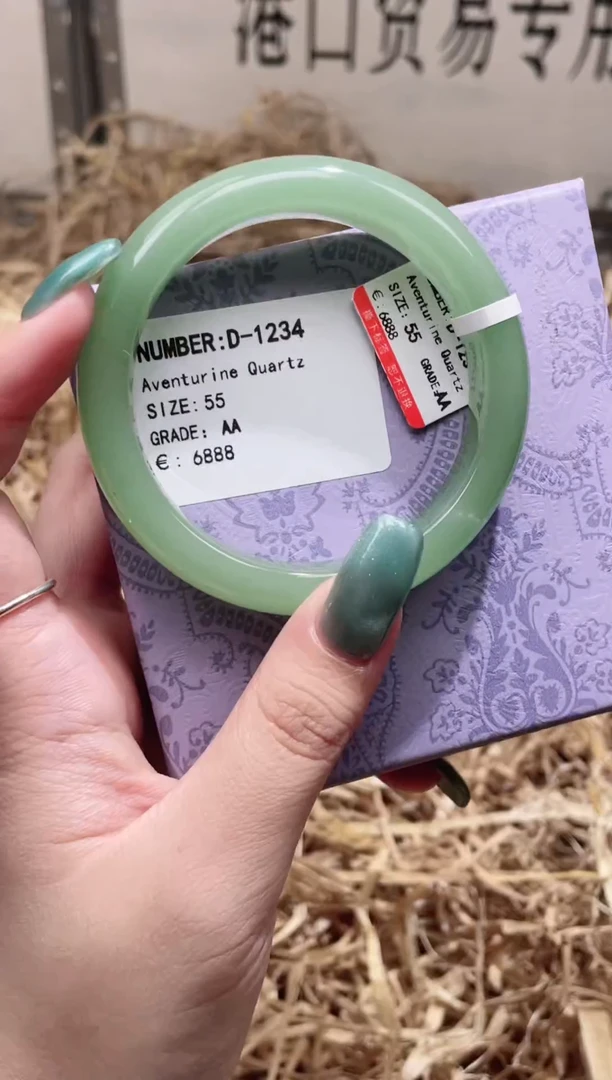 港口贸易专用
NUMBER:D-1234
Aventurine Quartz
SIZE:55
GRADE: AA
€: 6888
Aventurine Quartz
SIZE: 55
GRADE:AA
€:6888